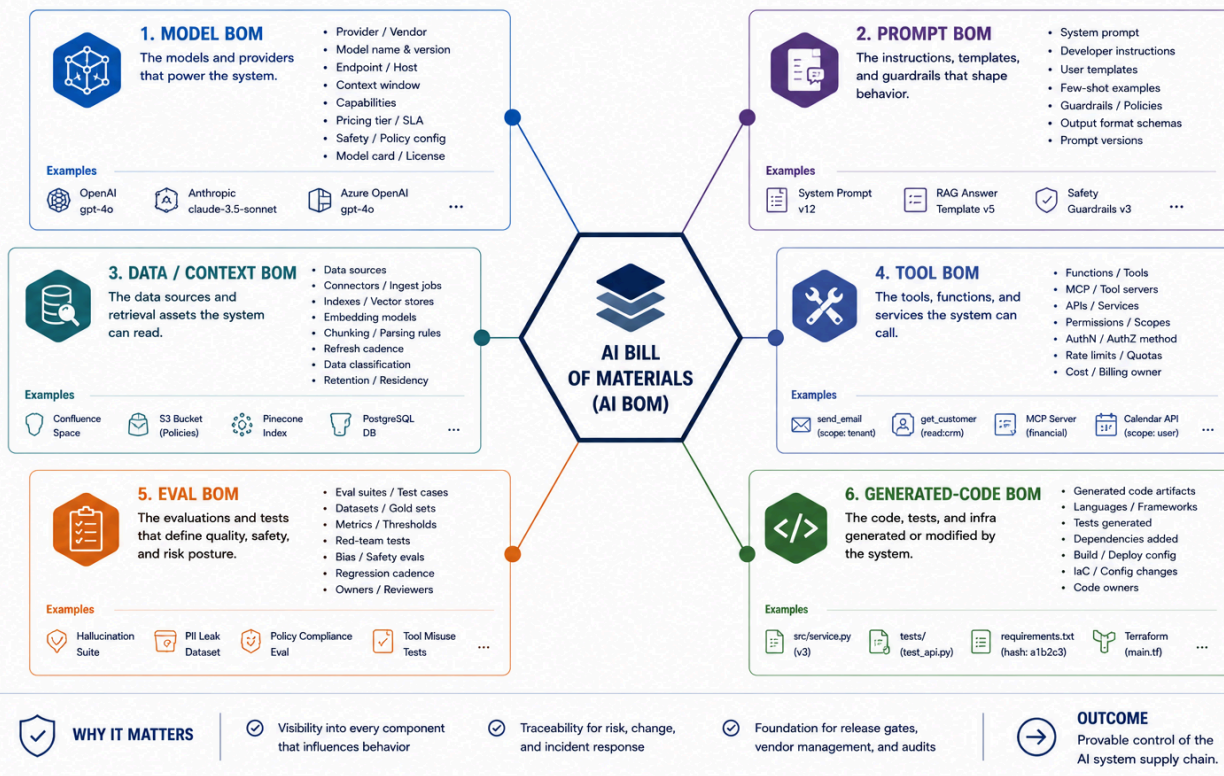 1. MODEL BOM
The models and providers
that power the system.
• Provider / Vendor
• Model name & version
• Endpoint / Host
• Context window
• Capabilities
• Pricing tier / SLA
• Safety / Policy config
• Model card / License
Examples
OpenAI
gpt-4o
Anthropic
claude-3.5-sonnet
Azure OpenAI
gpt-4o
...
2. PROMPT BOM
The instructions, templates,
and guardrails that shape
behavior.
• System prompt
• Developer instructions
• User templates
• Few-shot examples
• Guardrails / Policies
• Output format schemas
• Prompt versions
Examples
System Prompt
v12
RAG Answer
Template v5
Safety
Guardrails v3
...
3. DATA / CONTEXT BOM
The data sources and
retrieval assets the system
can read.
• Data sources
• Connectors / Ingest jobs
• Indexes / Vector stores
• Embedding models
• Chunking / Parsing rules
• Refresh cadence
• Data classification
• Retention / Residency
Examples
Confluence
Space
S3 Bucket
(Policies)
Pinecone
Index
PostgreSQL
DB
...
AI BILL
OF MATERIALS
(AI BOM)
4. TOOL BOM
The tools, functions, and
services the system can
call.
• Functions / Tools
• MCP / Tool servers
• APIs / Services
• Permissions / Scopes
• AuthN / AuthZ method
• Rate limits / Quotas
• Cost / Billing owner
Examples
send_email
(scope: tenant)
get_customer
(read:crm)
MCP Server
(financial)
Calendar API
(scope: user)
...
5. EVAL BOM
The evaluations and tests
that define quality, safety,
and risk posture.
• Eval suites / Test cases
• Datasets / Gold sets
• Metrics / Thresholds
• Red-team tests
• Bias / Safety evals
• Regression cadence
• Owners / Reviewers
Examples
Hallucination
Suite
PII Leak
Dataset
Policy Compliance
Eval
Tool Misuse
Tests
...
6. GENERATED-CODE BOM
The code, tests, and infra
generated or modified by
the system.
• Generated code artifacts
• Languages / Frameworks
• Tests generated
• Dependencies added
• Build / Deploy config
• IaC / Config changes
• Code owners
Examples
src/service.py
(v3)
tests/
(test_api.py)
requirements.txt
(hash: a1b2c3)
Terraform
(main.tf)
...
WHY IT MATTERS
Visibility into every component
that influences behavior
Traceability for risk, change,
and incident response
Foundation for release gates,
vendor management, and audits
OUTCOME
Provable control of the
AI system supply chain.